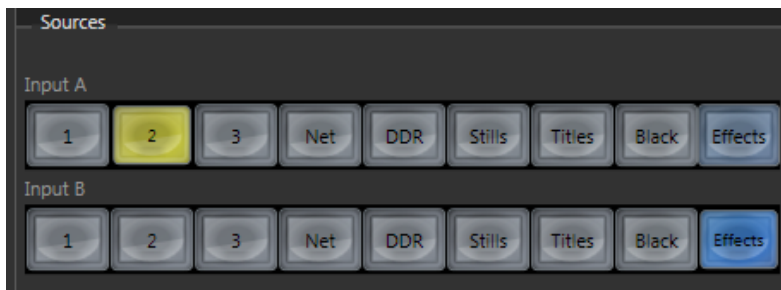 Sources
Input A
1 2 3 Net DDR Stills Titles Black Effects
Input B
1 2 3 Net DDR Stills Titles Black Effects